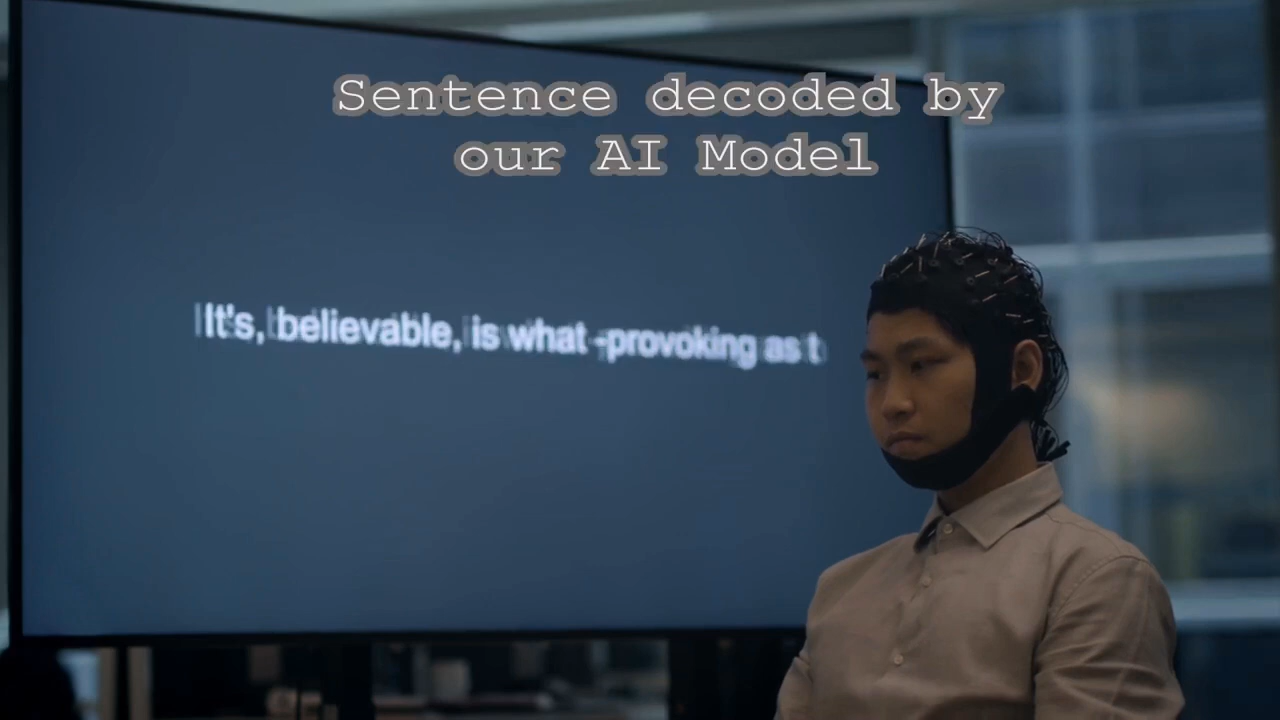 Sentence decoded by
our AI Model
It's, believable, is what -provoking as t